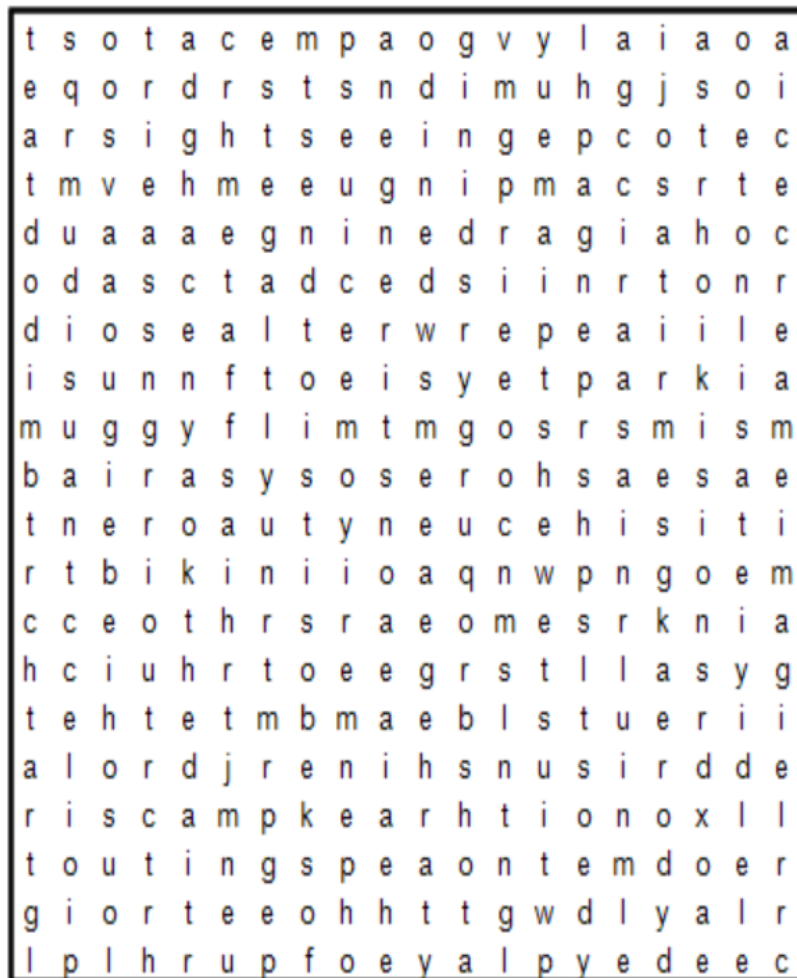 t s o t a c e m p a o g v y l a i a o a
e q o r d r s t s n d i m u h g j s o i
a r s i g h t s e e i n g e p c o t e c
t m v e h m e e u g n i p m a c s r t e
d u a a a e g n i n e d r a g i a h o c
o d a s c t a d c e d s i i n r t o n r
d i o s e a l t e r w r e p e a i i l e
i s u n n f t o e i s y e t p a r k i a
m u g g y f l i m t m g o s r s m i s m
b a i r a s y s o s e r o h s a e s a e
t n e r o a u t y n e u c e h i s i t i
r t b i k i n i i o a q n w p n g o e m
c c e o t h r s r a e o m e s r k n i a
h c i u h r t o e e g r s t l l a s y g
t e h t e t m b m a e b l s t u e r i i
a l o r d j r e n i h s n u s i r d d e
r i s c a m p k e a r h t i o n o x l l
t o u t i n g s p e a o n t e m d o e r
g i o r t e e o h h t t g w d l y a l r
l p l h r u p f o e y a l p y e d e e c